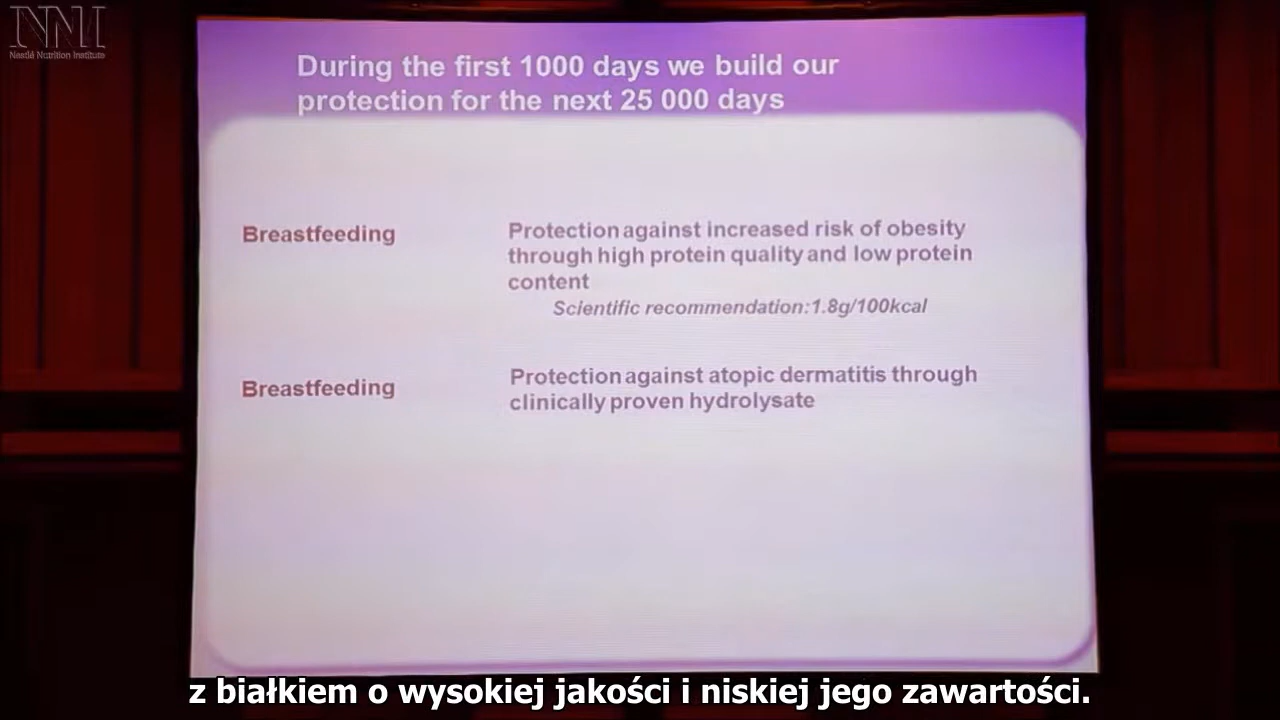 NNI
Nestlé Nutrition Institute
During the first 1000 days we build our
protection for the next 25 000 days
Breastfeeding
Protection against increased risk of obesity
through high protein quality and low protein
content
Scientific recommendation:1.8g/100kcal
Breastfeeding
Protection against atopic dermatitis through
clinically proven hydrolysate
z białkiem o wysokiej jakości i niskiej jego zawartości.